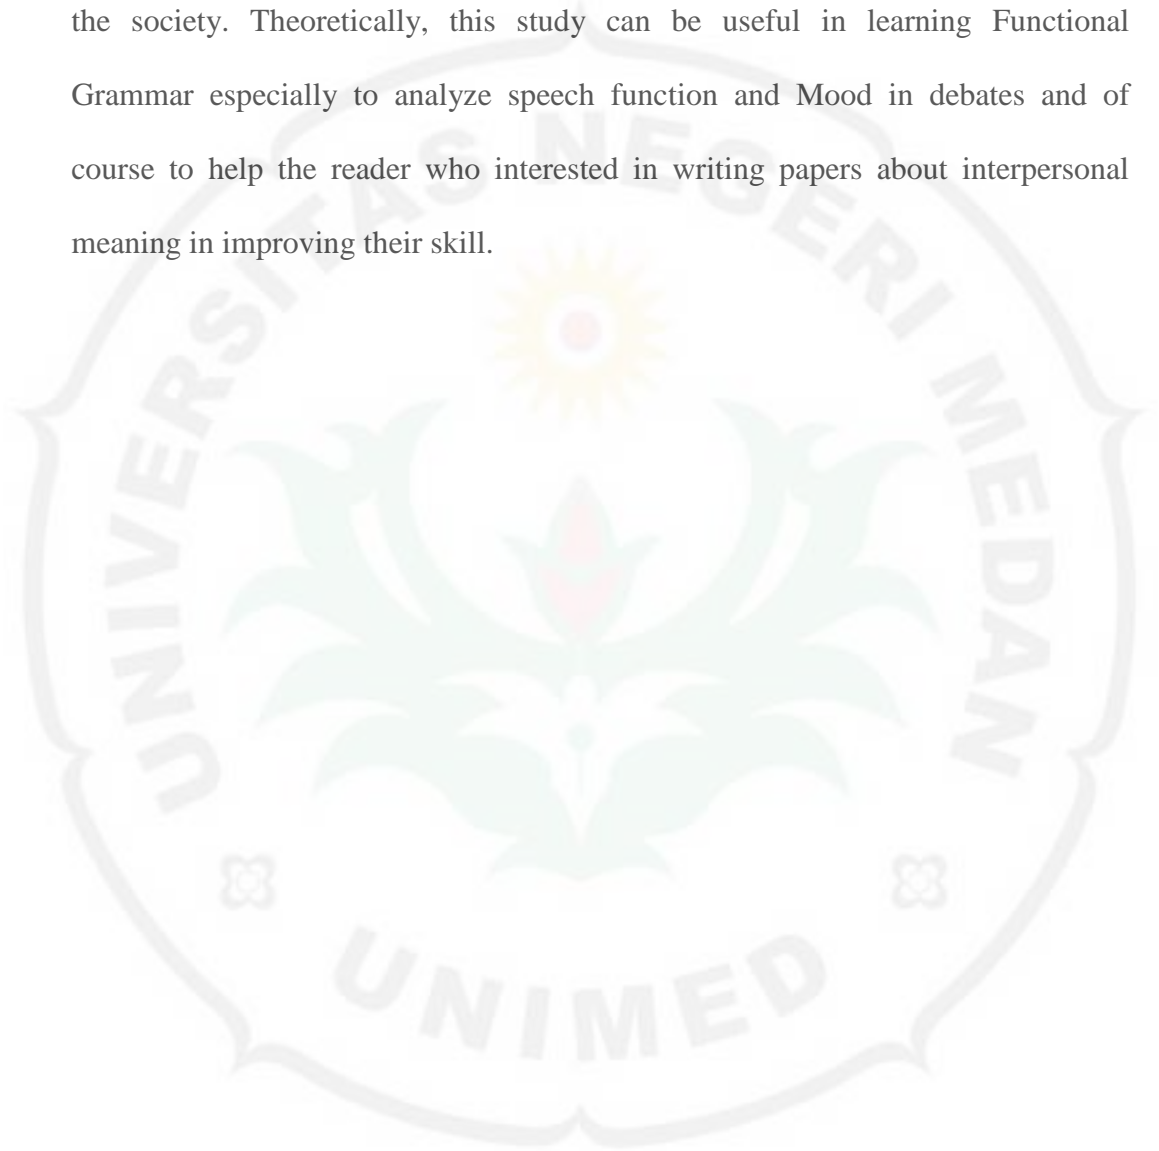 the society. Theoretically, this study can be useful in learning Functional
Grammar especially to analyze speech function and Mood in debates and of
course to help the reader who interested in writing papers about interpersonal
meaning in improving their skill.
UNIVERSITAS NEGERI MEDAN
UNIMED